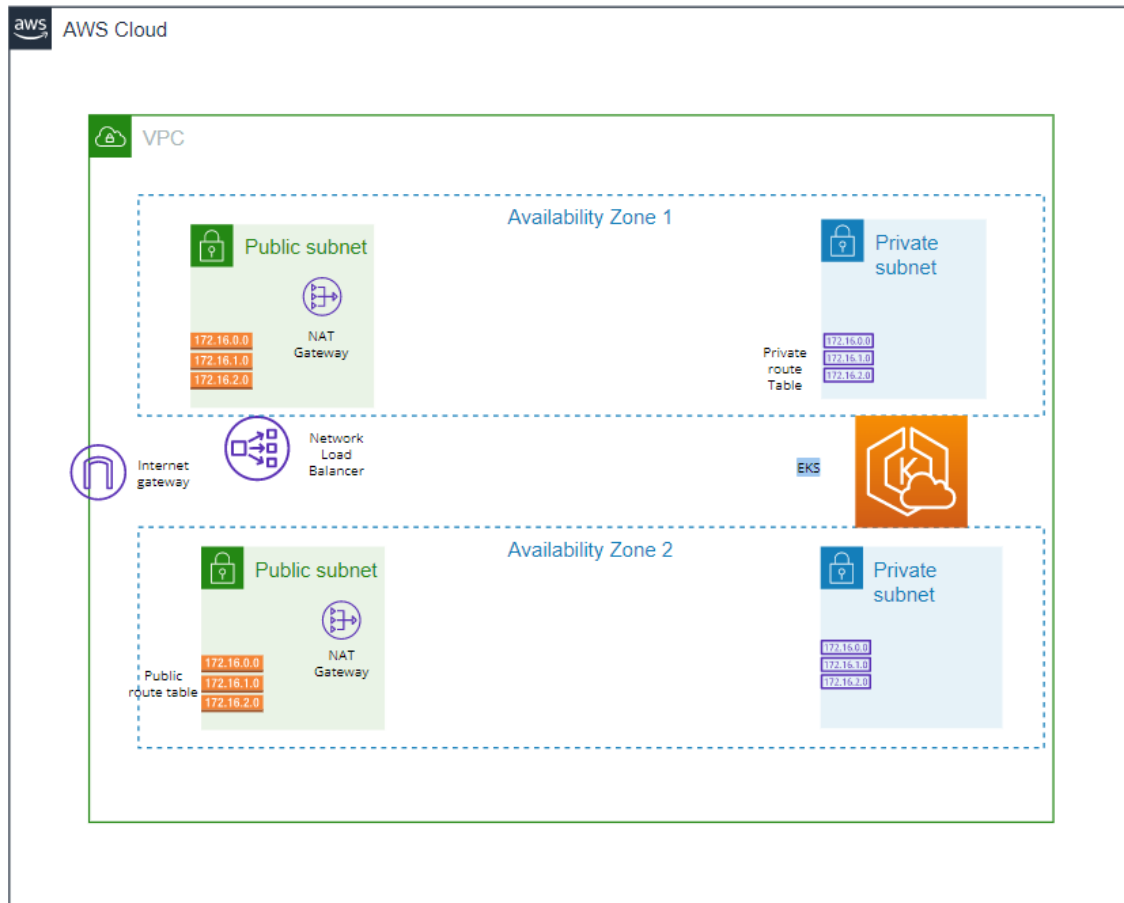 aws
AWS Cloud
VPC
Availability Zone 1
Public subnet
NAT
Gateway
172.16.0.0
172.16.1.0
172.16.2.0
Private
subnet
Private
route
Table
172.16.0.0
172.16.1.0
172.16.2.0
Internet
gateway
Network
Load
Balancer
EKS
K
Availability Zone 2
Public subnet
NAT
Gateway
Public
route table
172.16.0.0
172.16.1.0
172.16.2.0
Private
subnet
172.16.0.0
172.16.1.0
172.16.2.0